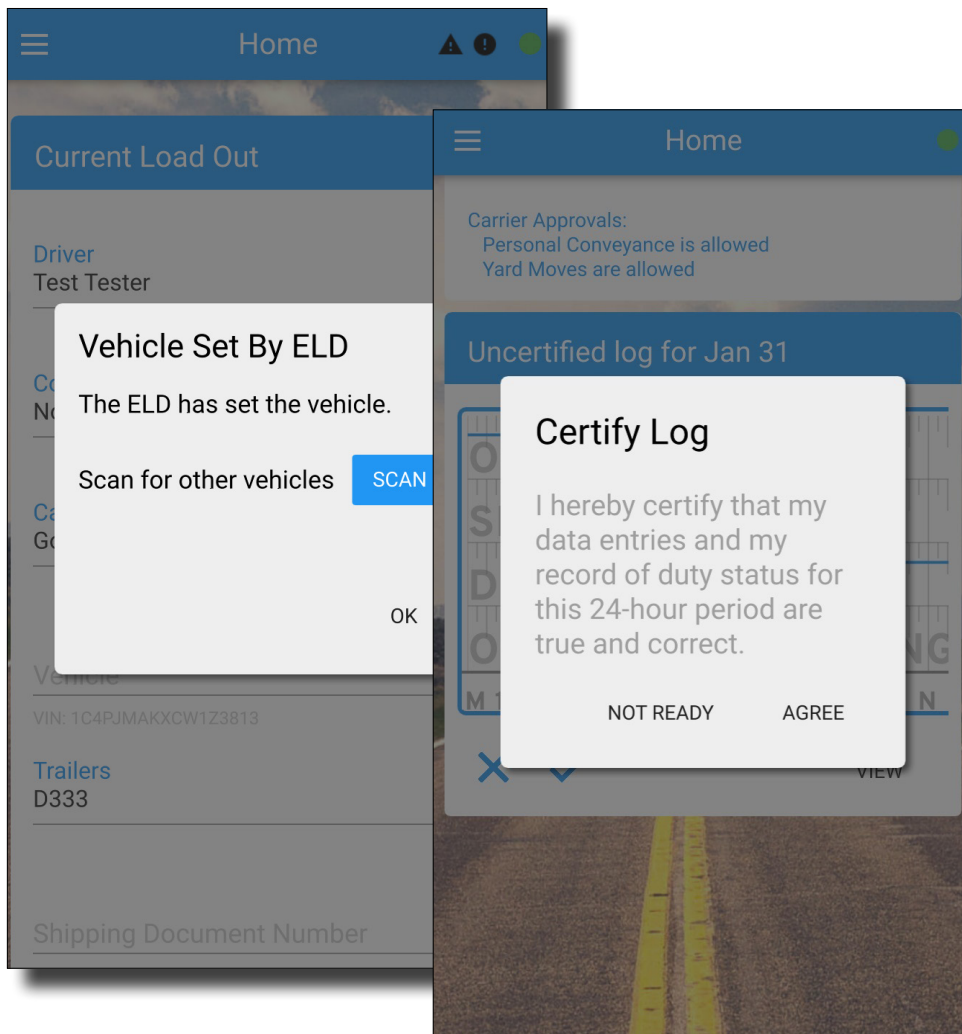 Home
Current Load Out
Driver
Test Tester
Vehicle Set By ELD
The ELD has set the vehicle.
Scan for other vehicles SCAN
OK
Vehicle
VIN: 1C4PJMAKXCW1Z3813
Trailers
D333
Shipping Document Number
Home
Carrier Approvals:
Personal Conveyance is allowed
Yard Moves are allowed
Uncertified log for Jan 31
Certify Log
I hereby certify that my
data entries and my
record of duty status for
this 24-hour period are
true and correct.
NOT READY AGREE
M N
VIEW